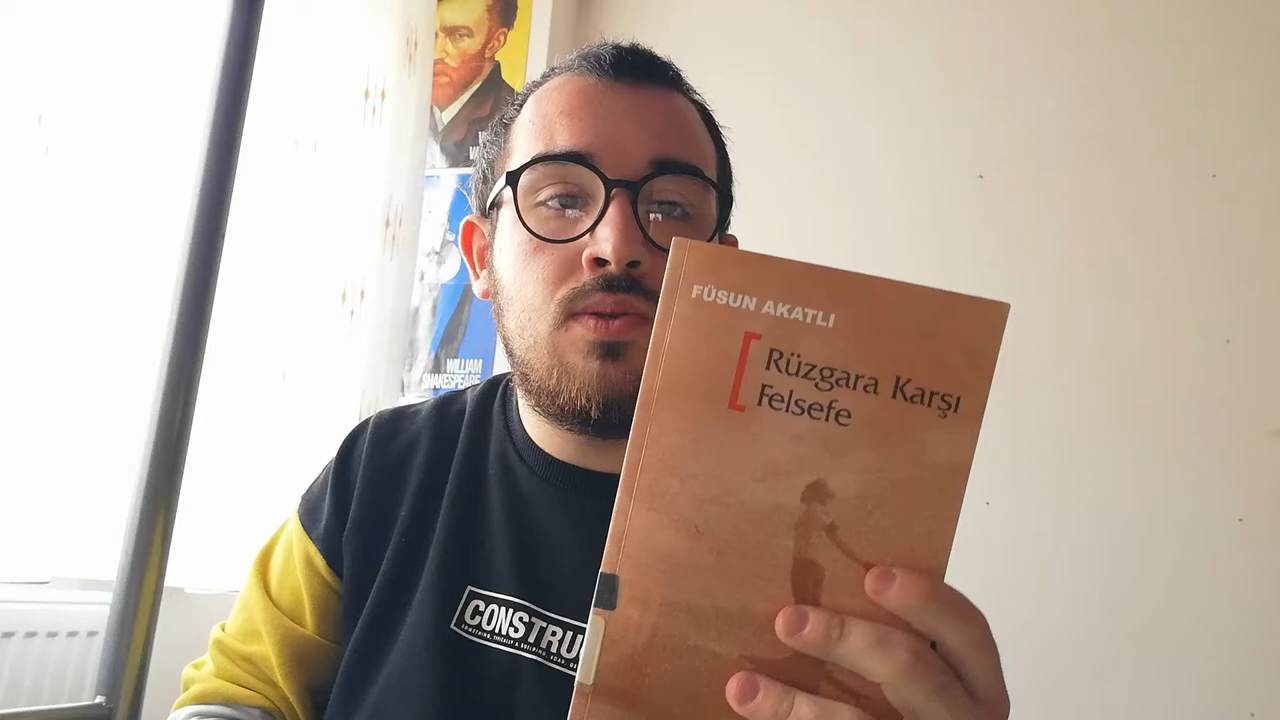 WILLIAM
SHAKESPEARE
FÜSUN AKATLI
Rüzgara Karşı
Felsefe
CONSTRU